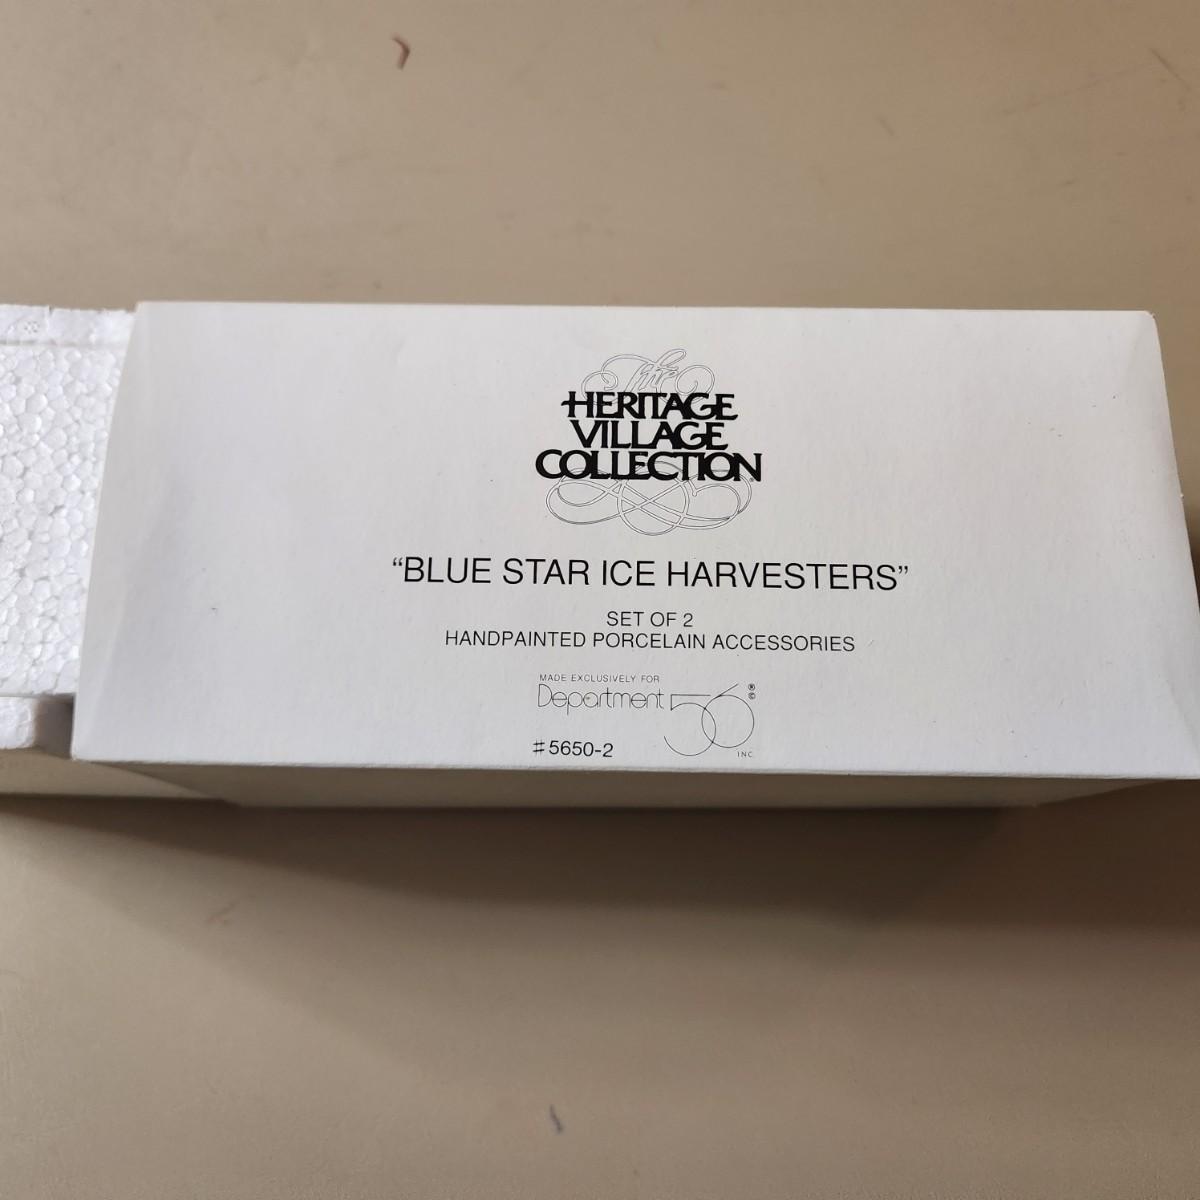 The
HERITAGE
VILLAGE
COLLECTION®
“BLUE STAR ICE HARVESTERS”
SET OF 2
HANDPAINTED PORCELAIN ACCESSORIES
MADE EXCLUSIVELY FOR
Department 56 ® ©
INC.
#5650-2